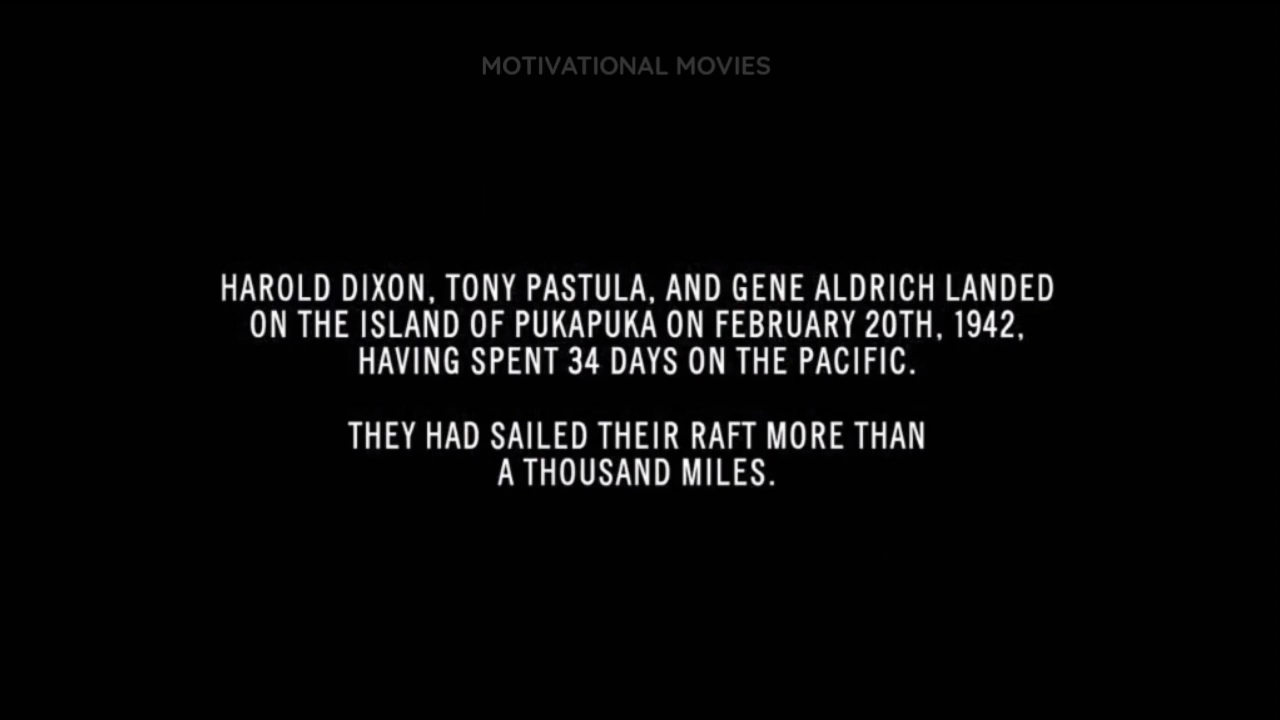 MOTIVATIONAL MOVIES
HAROLD DIXON, TONY PASTULA, AND GENE ALDRICH LANDED
ON THE ISLAND OF PUKAPUKA ON FEBRUARY 20TH, 1942,
HAVING SPENT 34 DAYS ON THE PACIFIC.
THEY HAD SAILED THEIR RAFT MORE THAN
A THOUSAND MILES.